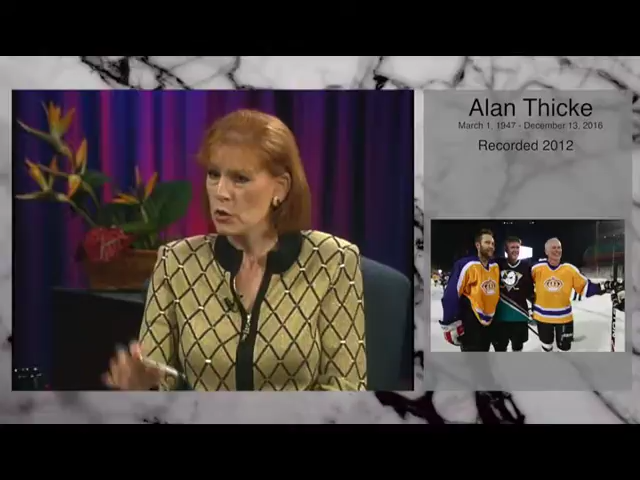 Alan Thicke
March 1, 1947 - December 13, 2016
Recorded 2012